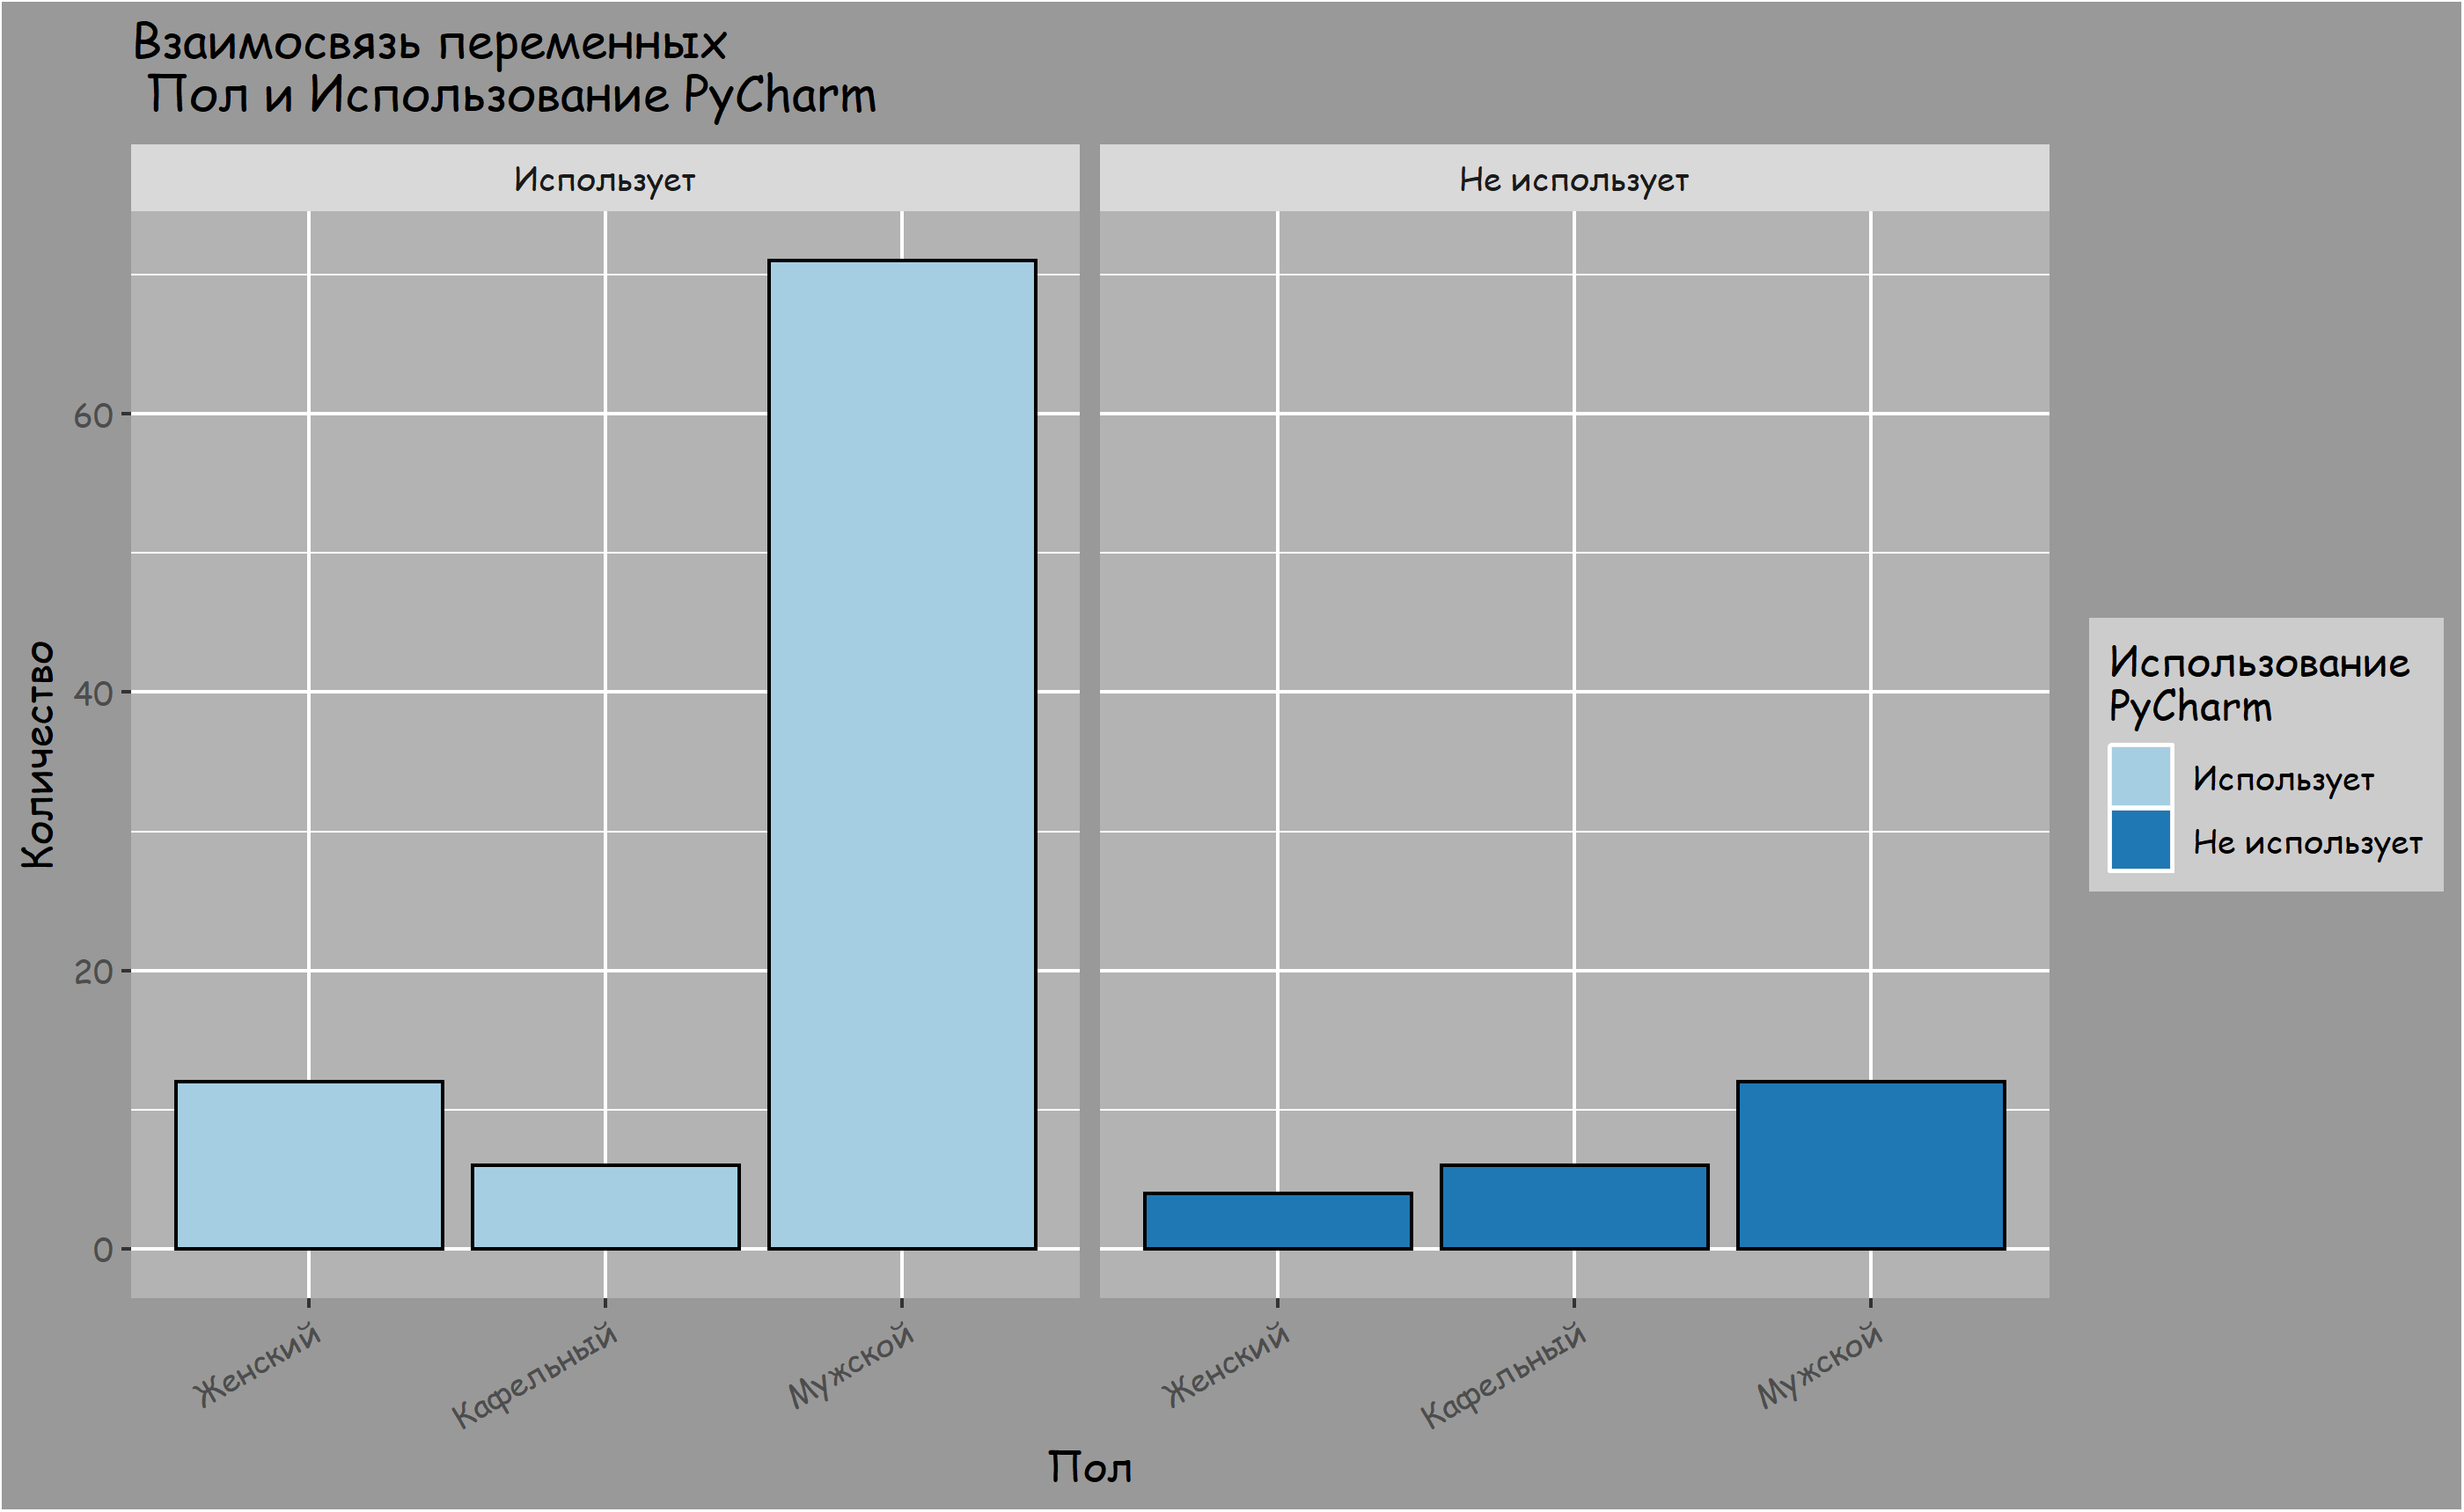 Взаимосвязь переменных
Пол и Использование PyCharm
Использует
Не использует
Количество
60
40
20
0
Женский
Кафельный
Мужской
Женский
Кафельный
Мужской
Пол
Использование
PyCharm
Использует
Не использует